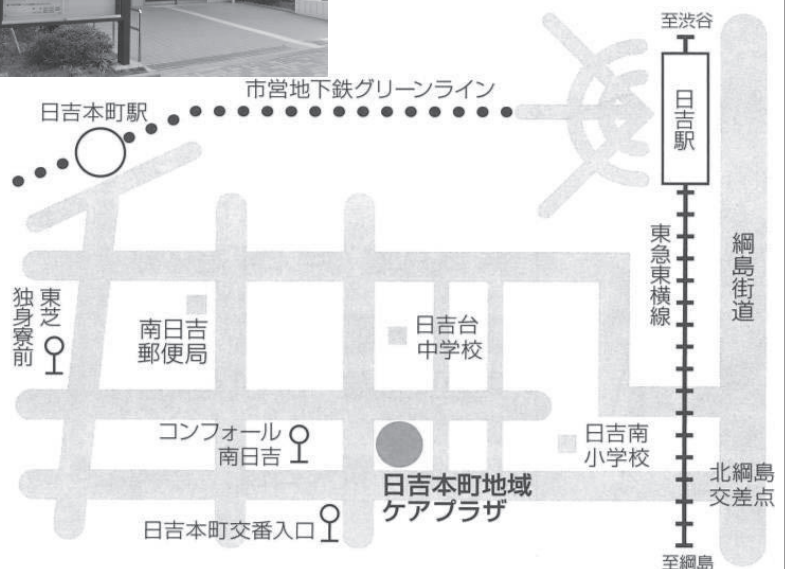 至渋谷
市営地下鉄グリーンライン
日吉本町駅
日吉駅
東急東横線
綱島街道
東芝
独身寮前
南日吉
郵便局
日吉台
中学校
コンフォール
南日吉
日吉南
小学校
日吉本町地域
ケアプラザ
北綱島
交差点
日吉本町交番入口
至綱島